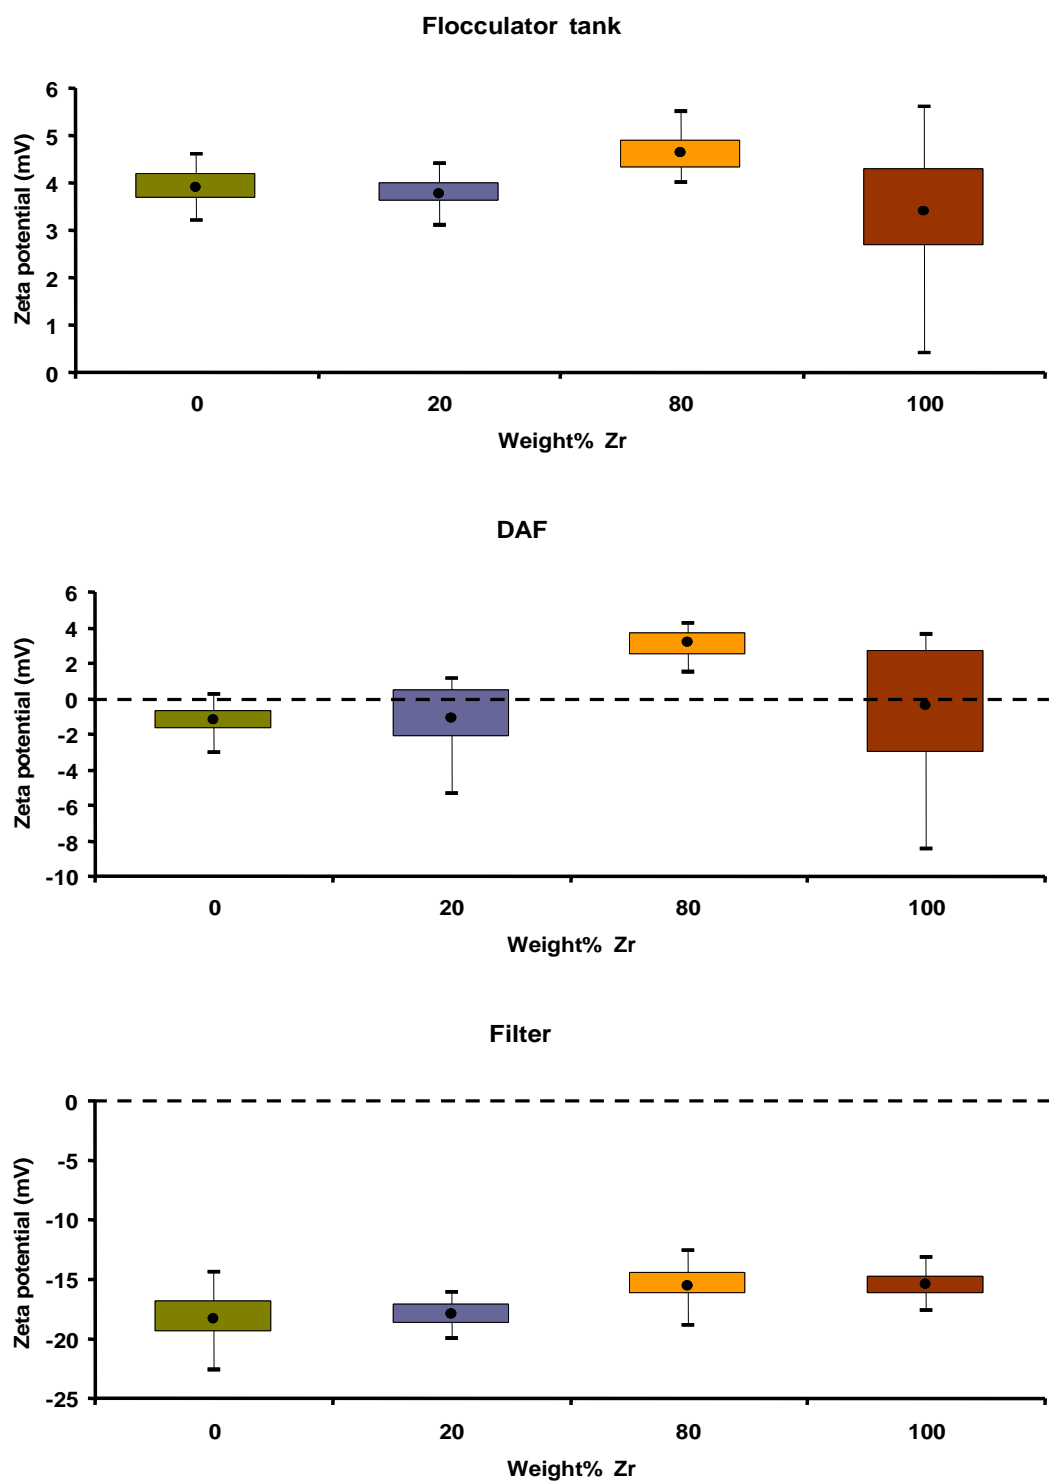 Flocculator tank
Zeta potential (mV)
6
5
4
3
2
1
0
0 20 80 100
Weight% Zr
DAF
Zeta potential (mV)
6
4
2
0
-2
-4
-6
-8
-10
0 20 80 100
Weight% Zr
Filter
Zeta potential (mV)
0
-5
-10
-15
-20
-25
0 20 80 100
Weight% Zr